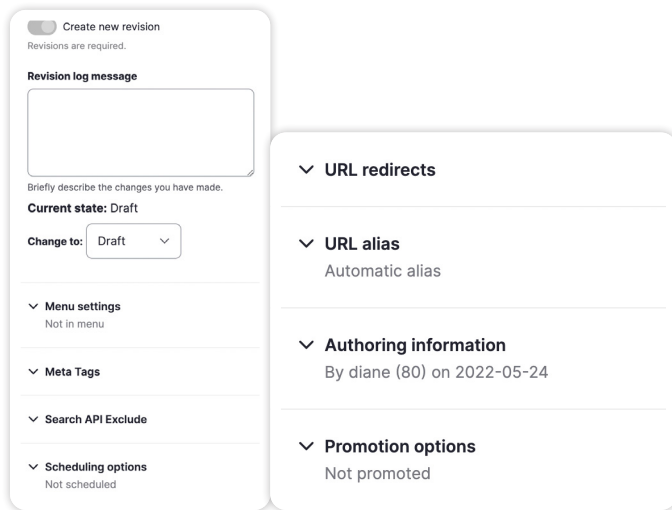 Create new revision
Revisions are required.
Revision log message
Briefly describe the changes you have made.
Current state: Draft
Change to: Draft
Menu settings
Not in menu
Meta Tags
Search API Exclude
Scheduling options
Not scheduled
URL redirects
URL alias
Automatic alias
Authoring information
By diane (80) on 2022-05-24
Promotion options
Not promoted